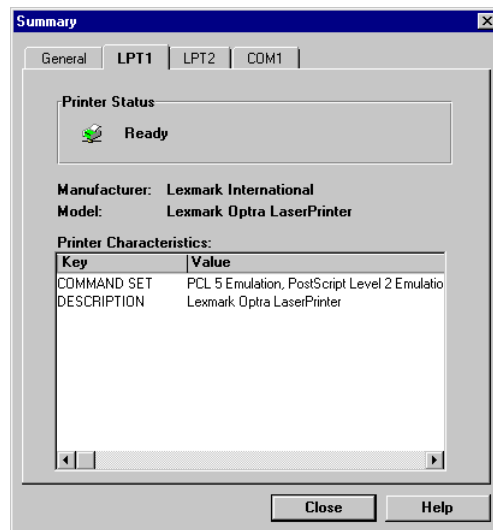 Summary
General LPT1 LPT2 COM1
Printer Status
Ready
Manufacturer: Lexmark International
Model: Lexmark Optra LaserPrinter
Printer Characteristics:
Key Value
COMMAND SET PCL 5 Emulation, PostScript Level 2 Emulatio
DESCRIPTION Lexmark Optra LaserPrinter
Close Help